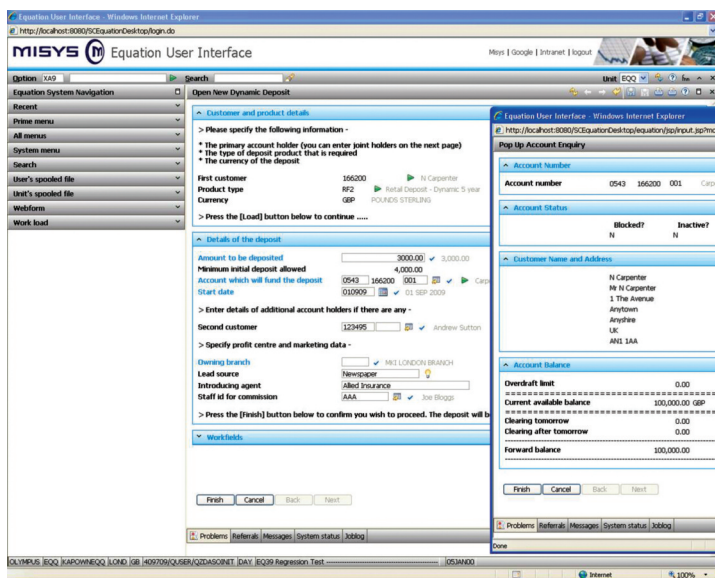 Equation User Interface - Windows Internet Explorer
http://localhost:8080/SCEquationDesktop/login.do
MISYS Equation User Interface
Misys | Google | Intranet | logout
Option XA9 Search Unit EQQ
Equation System Navigation
Recent
Prime menu
All menus
System menu
Search
User's spooled file
Unit's spooled file
Webform
Work load
Open New Dynamic Deposit
Customer and product details
> Please specify the following information -
* The primary account holder (you can enter joint holders on the next page)
* The type of deposit product that is required
* The currency of the deposit
First customer 166200 N Carpenter
Product type RF2 Retail Deposit - Dynamic 5 year
Currency GBP POUNDS STERLING
> Press the [Load] button below to continue .....
Details of the deposit
Amount to be deposited 3000.00 3,000.00
Minimum initial deposit allowed 4,000.00
Account which will fund the deposit 0543 166200 001 Carp
Start date 010909 01 SEP 2009
> Enter details of additional account holders if there are any -
Second customer 123495 Andrew Sutton
> Specify profit centre and marketing data -
Owning branch MKI LONDON BRANCH
Lead source Newspaper
Introducing agent Allied Insurance
Staff id for commission AAA Joe Bloggs
> Press the [Finish] button below to confirm you wish to proceed. The deposit will b
Workfields
Finish Cancel Back Next
Problems Referrals Messages System status Joblog
Equation User Interface - Windows Internet Explorer
http://localhost:8080/SCEquationDesktop/equation/jsp/input.jsp?mo
Pop Up Account Enquiry
Account Number
Account number 0543 166200 001 Carp
Account Status
Blocked? Inactive?
N N
Customer Name and Address
N Carpenter
Mr N Carpenter
1 The Avenue
Anytown
Anyshire
UK
AN1 1AA
Account Balance
Overdraft limit 0.00
Current available balance 100,000.00 GBP
Clearing tomorrow 0.00
Clearing after tomorrow 0.00
Forward balance 100,000.00
Finish Cancel Back Next
Problems Referrals Messages System status Joblog
Done
OLYMPUS EQQ KAPOWNEQQ LOND GB 409709/QUSER/QZDASOINIT DAY EQ39 Regression Test 05JAN00
Internet 100%